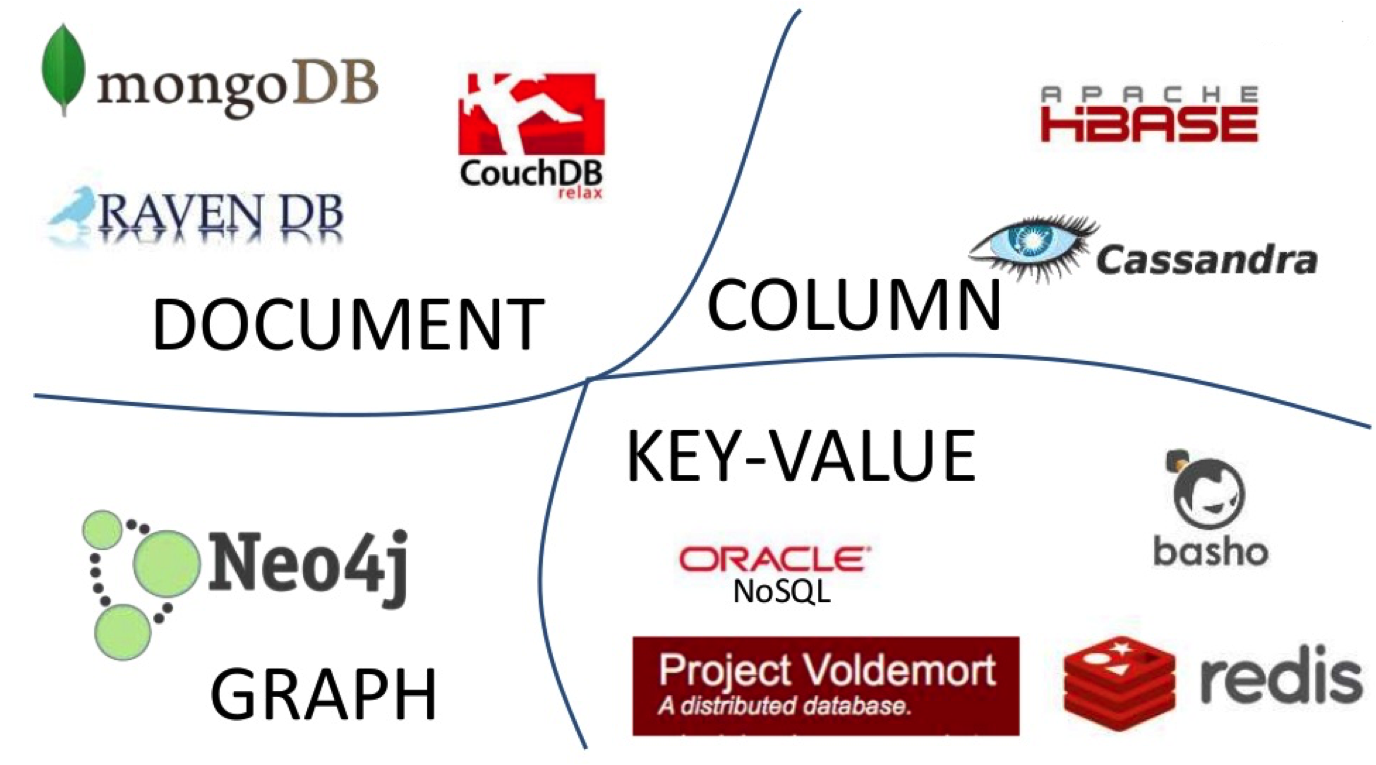 mongoDB
CouchDB
relax
RAVEN DB
DOCUMENT
APACHE
HBASE
Cassandra
COLUMN
Neo4j
GRAPH
KEY-VALUE
basho
ORACLE
NoSQL
Project Voldemort
A distributed database.
redis